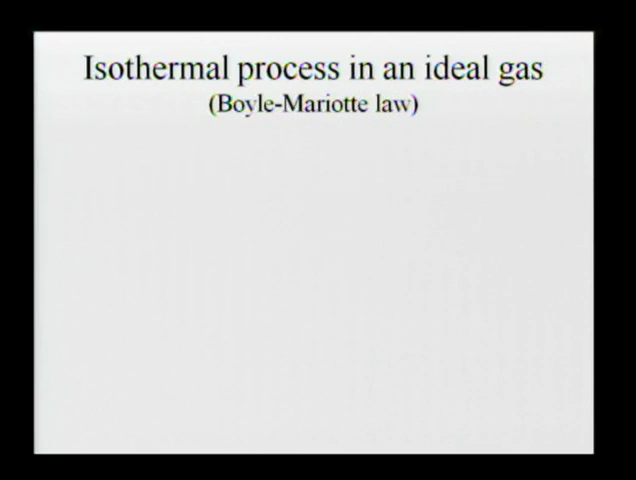 Isothermal process in an ideal gas
(Boyle-Mariotte law)